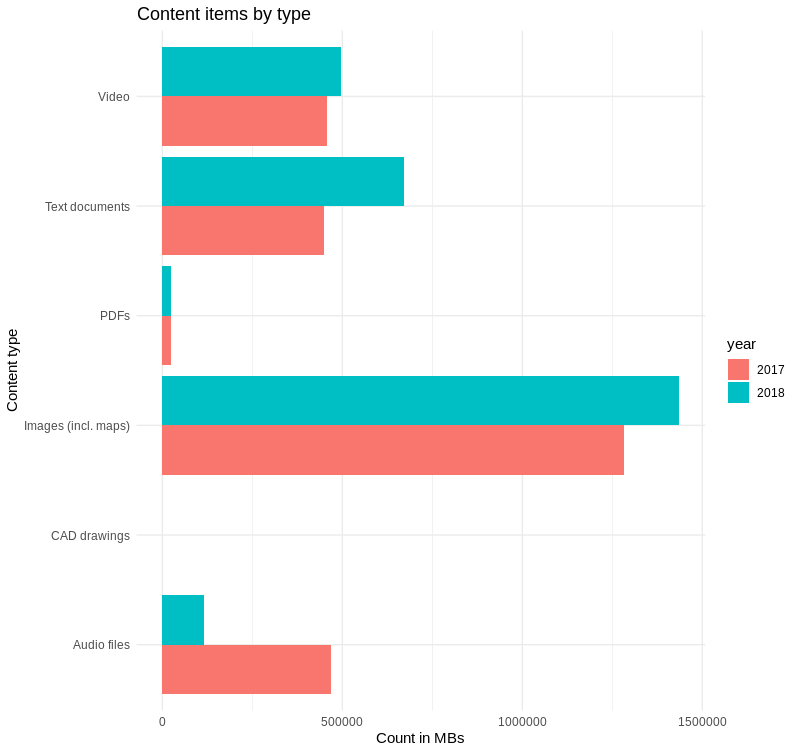 Content items by type
Content type
Video
Text documents
PDFs
Images (incl. maps)
CAD drawings
Audio files
0
500000
1000000
1500000
Count in MBs
year
2017
2018